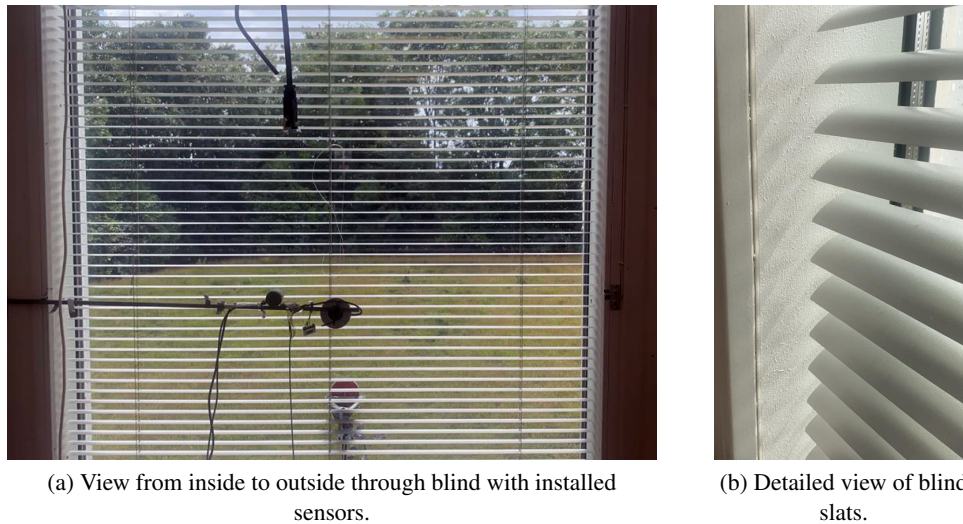 (a) View from inside to outside through blind with installed
sensors.
(b) Detailed view of blind
slats.